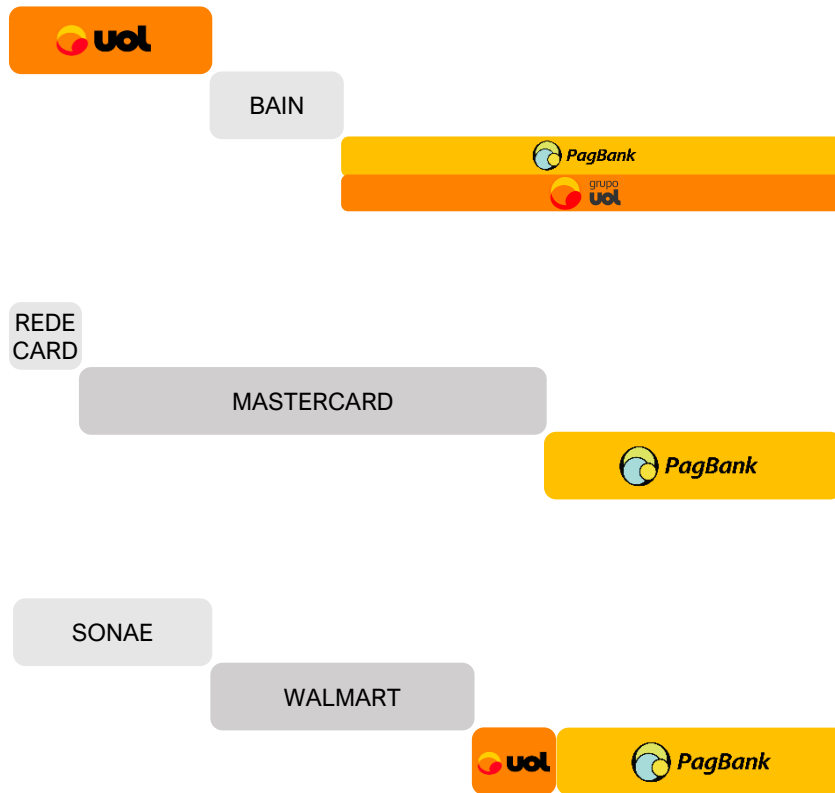 uol
BAIN
PagBank
grupo
uol
REDE
CARD
MASTERCARD
PagBank
SONAE
WALMART
uol
PagBank